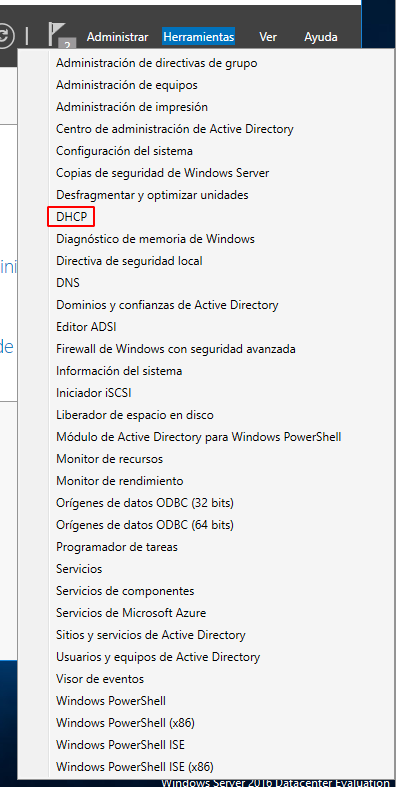 2
Administrar Herramientas Ver Ayuda
Administración de directivas de grupo
Administración de equipos
Administración de impresión
Centro de administración de Active Directory
Configuración del sistema
Copias de seguridad de Windows Server
Desfragmentar y optimizar unidades
DHCP
Diagnóstico de memoria de Windows
Directiva de seguridad local
DNS
Dominios y confianzas de Active Directory
Editor ADSI
Firewall de Windows con seguridad avanzada
Información del sistema
Iniciador iSCSI
Liberador de espacio en disco
Módulo de Active Directory para Windows PowerShell
Monitor de recursos
Monitor de rendimiento
Orígenes de datos ODBC (32 bits)
Orígenes de datos ODBC (64 bits)
Programador de tareas
Servicios
Servicios de componentes
Servicios de Microsoft Azure
Sitios y servicios de Active Directory
Usuarios y equipos de Active Directory
Visor de eventos
Windows PowerShell
Windows PowerShell (x86)
Windows PowerShell ISE
Windows PowerShell ISE (x86)
ini
de
Windows Server 2016 Datacenter Evaluation